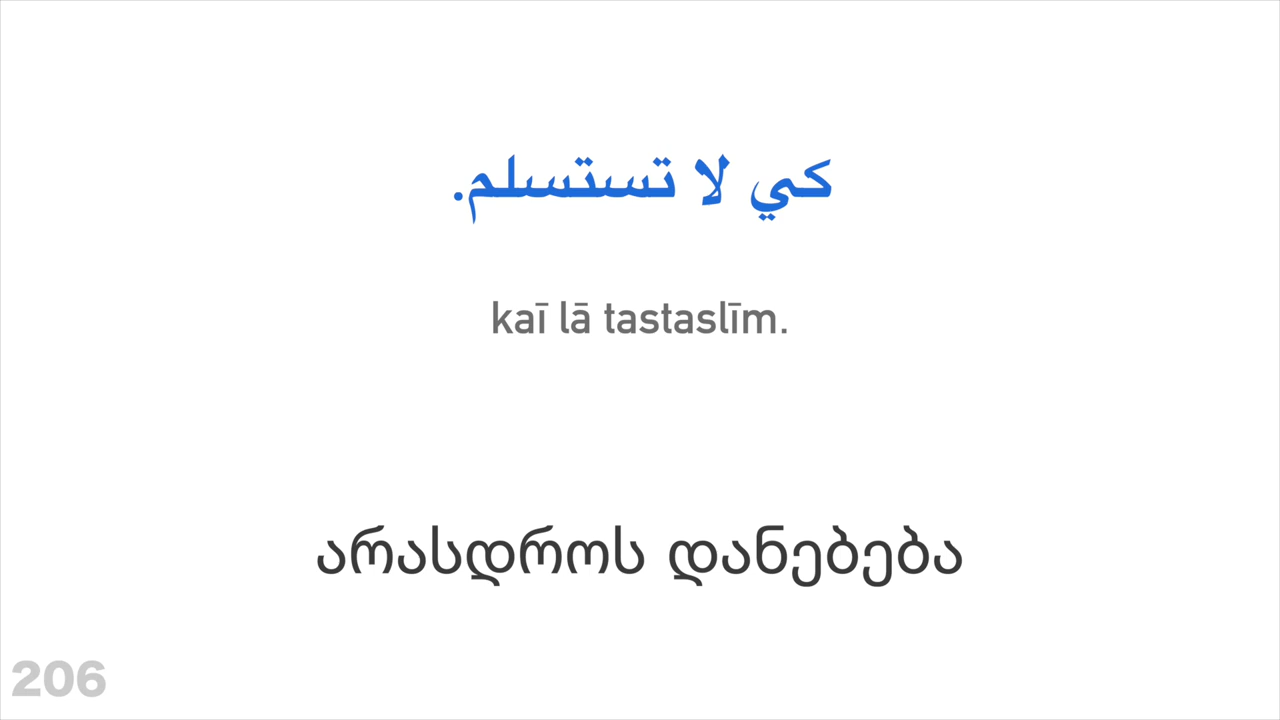 كي لا تستسلم.
kaī lā tastaslīm.
არასდროს დანებება
206